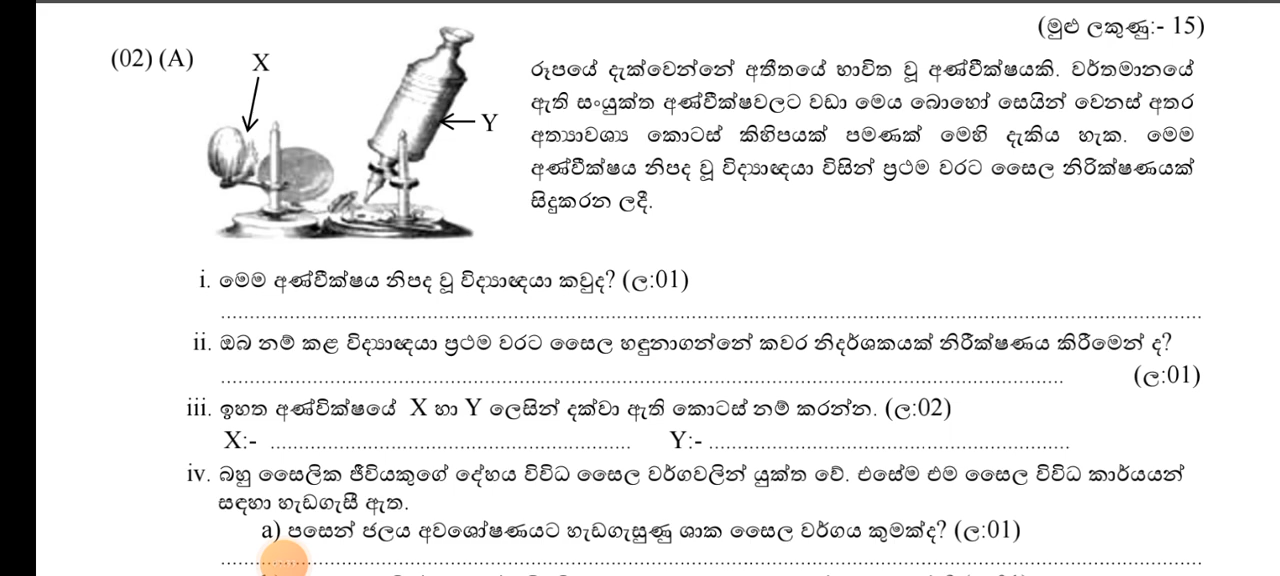 (මුළු ලකුණු:- 15)
(02) (A)
X
Y
රූපයේ දැක්වෙන්නේ අතීතයේ භාවිත වූ අණ්වීක්ෂයකි. වර්තමානයේ
ඇති සංයුක්ත අණ්වීක්ෂවලට වඩා මෙය බොහෝ සෙයින් වෙනස් අතර
අත්‍යාවශ්‍ය කොටස් කිහිපයක් පමණක් මෙහි දැකිය හැක. මෙම
අණ්වීක්ෂය නිපද වූ විද්‍යාඥයා විසින් ප්‍රථම වරට සෛල නිරික්ෂණයක්
සිදුකරන ලදී.
i. මෙම අණ්වීක්ෂය නිපද වූ විද්‍යාඥයා කවුද? (ල:01)
ii. ඔබ නම් කළ විද්‍යාඥයා ප්‍රථම වරට සෛල හඳුනාගන්නේ කවර නිදර්ශකයක් නිරීක්ෂණය කිරීමෙන් ද?
(ල:01)
iii. ඉහත අණ්වික්ෂයේ X හා Y ලෙසින් දක්වා ඇති කොටස් නම් කරන්න. (ල:02)
X:- .................................................... Y:- ....................................................
iv. බහු සෛලික ජීවියකුගේ දේහය විවිධ සෛල වර්ගවලින් යුක්ත වේ. එසේම එම සෛල විවිධ කාර්යයන්
සඳහා හැඩගැසී ඇත.
a) පසෙන් ජලය අවශෝෂණයට හැඩගැසුණු ශාක සෛල වර්ගය කුමක්ද? (ල:01)